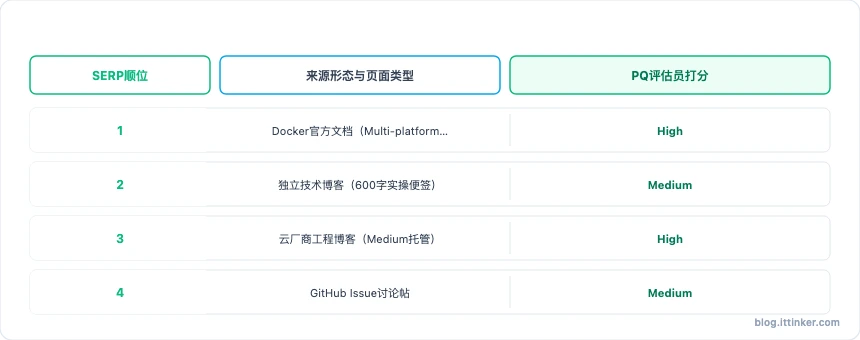 SERP顺位 来源形态与页面类型 PQ评估员打分
1 Docker官方文档（Multi-platform... High
2 独立技术博客（600字实操便签） Medium
3 云厂商工程博客（Medium托管） High
4 GitHub Issue讨论帖 Medium
blog.ittinker.com